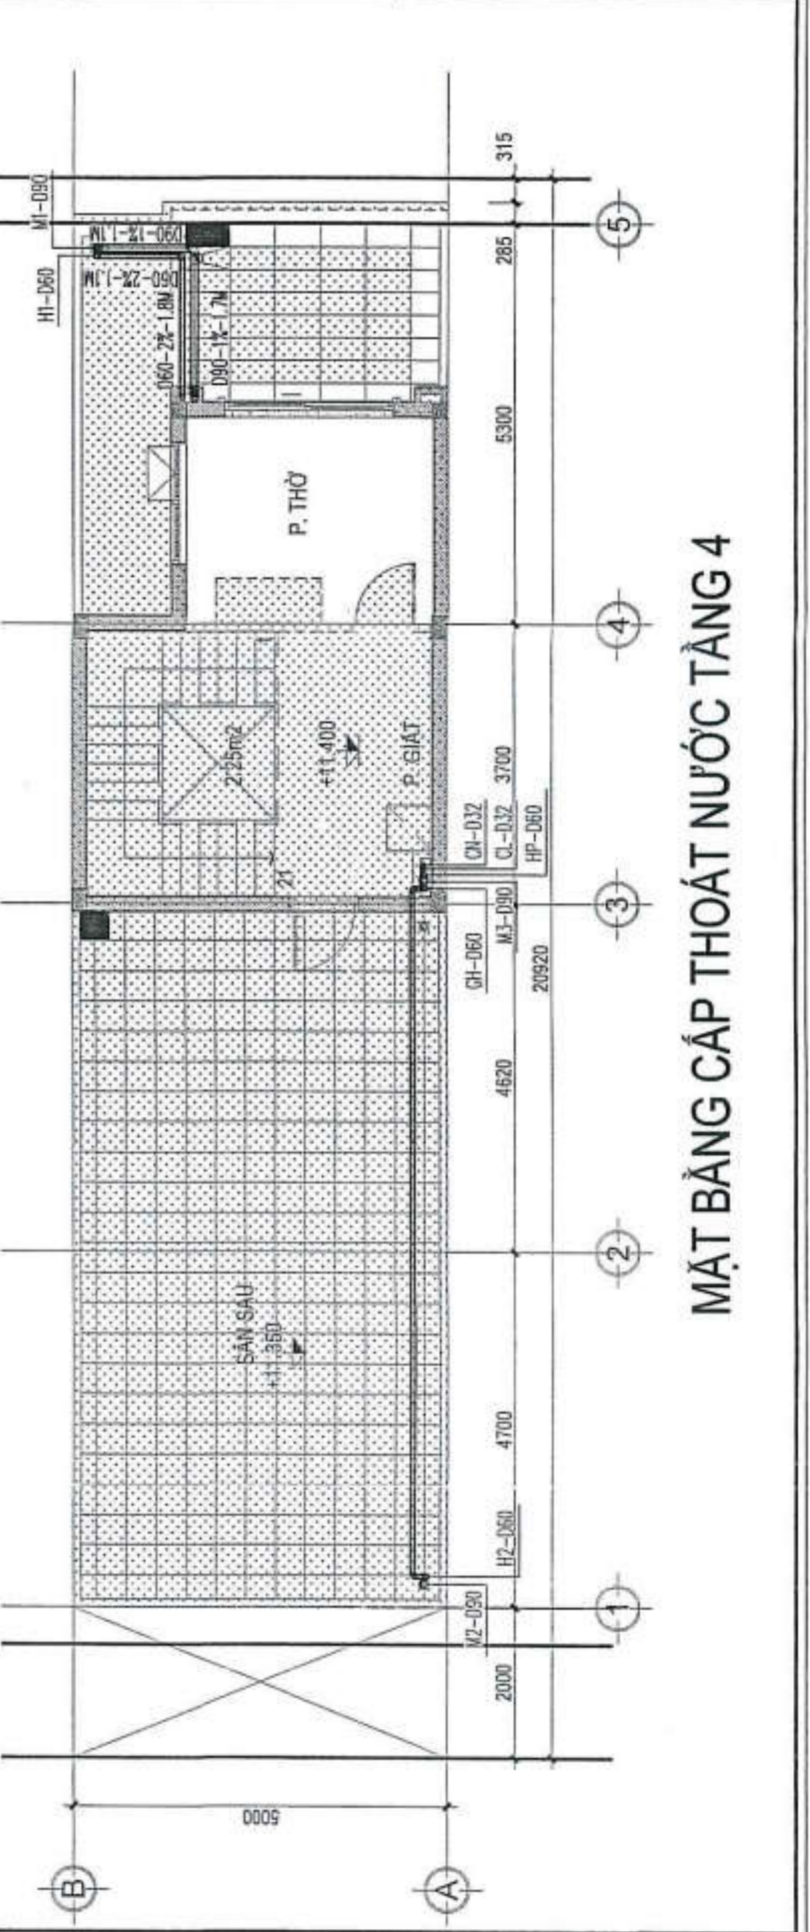 M1-D90
H1-D60
D90-1%-1.1M
D60-2%-1.1M
D60-2%-1.8M
D90-1%-1.7M
P. THỜ
2.25m2
+11.400
P. GIẶT
21
CN-D32
CL-D32
HP-D60
GH-D60
M3-D90
SÂN SAU
+11.350
H2-D60
M2-D90
2000
4700
4620
3700
5300
285
315
20920
5000
B
A
1
2
3
4
5
MẶT BẰNG CẤP THOÁT NƯỚC TẦNG 4